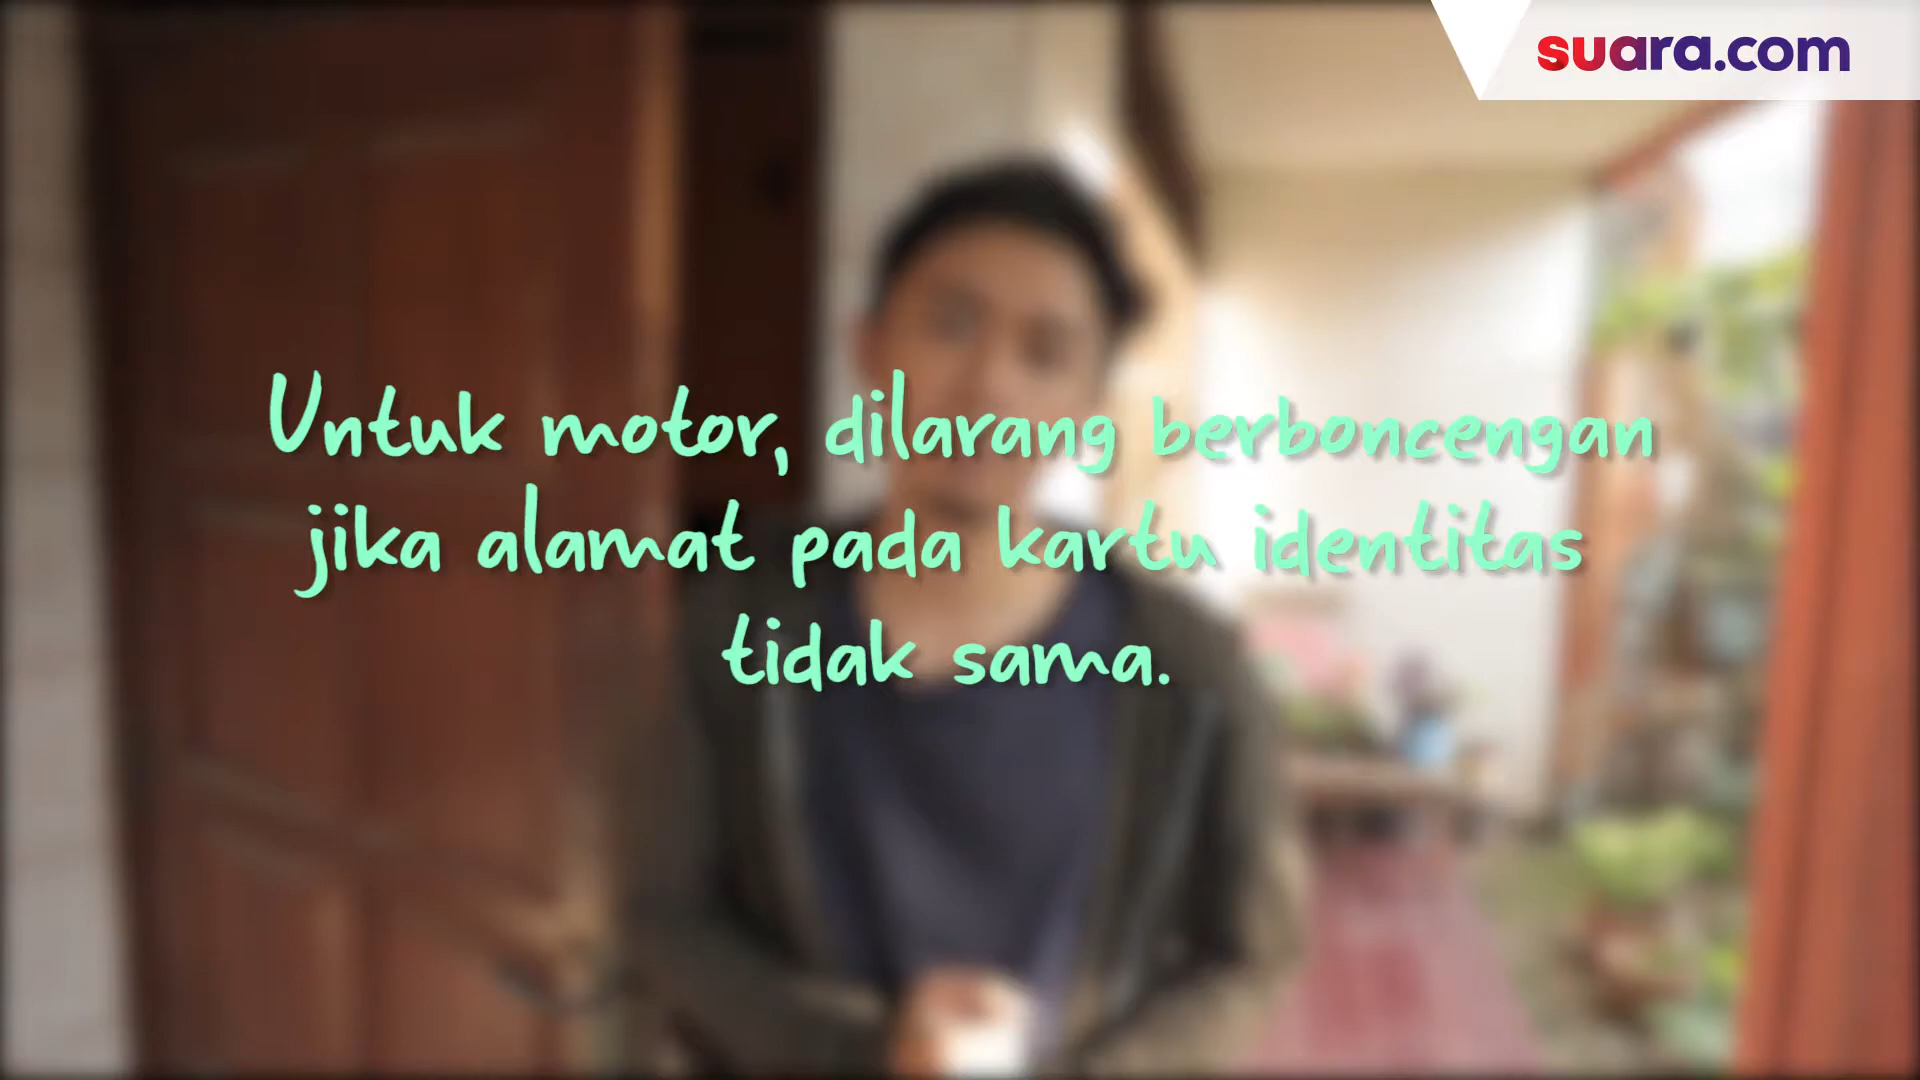 suara.com
Untuk motor, dilarang berboncengan
jika alamat pada kartu identitas
tidak sama.